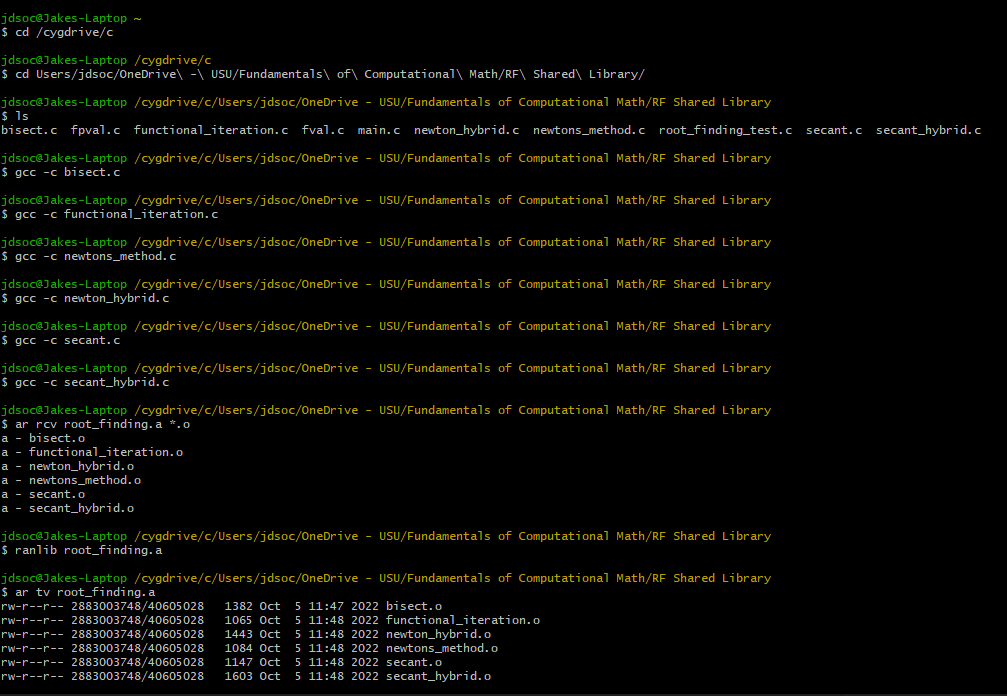 jdsoc@Jakes-Laptop ~
$ cd /cygdrive/c
jdsoc@Jakes-Laptop /cygdrive/c
$ cd Users/jdsoc/OneDrive\ -\ USU/Fundamentals\ of\ Computational\ Math/RF\ Shared\ Library/
jdsoc@Jakes-Laptop /cygdrive/c/Users/jdsoc/OneDrive - USU/Fundamentals of Computational Math/RF Shared Library
$ ls
bisect.c  fpval.c  functional_iteration.c  fval.c  main.c  newton_hybrid.c  newtons_method.c  root_finding_test.c  secant.c  secant_hybrid.c
jdsoc@Jakes-Laptop /cygdrive/c/Users/jdsoc/OneDrive - USU/Fundamentals of Computational Math/RF Shared Library
$ gcc -c bisect.c
jdsoc@Jakes-Laptop /cygdrive/c/Users/jdsoc/OneDrive - USU/Fundamentals of Computational Math/RF Shared Library
$ gcc -c functional_iteration.c
jdsoc@Jakes-Laptop /cygdrive/c/Users/jdsoc/OneDrive - USU/Fundamentals of Computational Math/RF Shared Library
$ gcc -c newtons_method.c
jdsoc@Jakes-Laptop /cygdrive/c/Users/jdsoc/OneDrive - USU/Fundamentals of Computational Math/RF Shared Library
$ gcc -c newton_hybrid.c
jdsoc@Jakes-Laptop /cygdrive/c/Users/jdsoc/OneDrive - USU/Fundamentals of Computational Math/RF Shared Library
$ gcc -c secant.c
jdsoc@Jakes-Laptop /cygdrive/c/Users/jdsoc/OneDrive - USU/Fundamentals of Computational Math/RF Shared Library
$ gcc -c secant_hybrid.c
jdsoc@Jakes-Laptop /cygdrive/c/Users/jdsoc/OneDrive - USU/Fundamentals of Computational Math/RF Shared Library
$ ar rcv root_finding.a *.o
a - bisect.o
a - functional_iteration.o
a - newton_hybrid.o
a - newtons_method.o
a - secant.o
a - secant_hybrid.o
jdsoc@Jakes-Laptop /cygdrive/c/Users/jdsoc/OneDrive - USU/Fundamentals of Computational Math/RF Shared Library
$ ranlib root_finding.a
jdsoc@Jakes-Laptop /cygdrive/c/Users/jdsoc/OneDrive - USU/Fundamentals of Computational Math/RF Shared Library
$ ar tv root_finding.a
rw-r--r-- 2883003748/40605028   1382 Oct  5 11:47 2022 bisect.o
rw-r--r-- 2883003748/40605028   1065 Oct  5 11:48 2022 functional_iteration.o
rw-r--r-- 2883003748/40605028   1443 Oct  5 11:48 2022 newton_hybrid.o
rw-r--r-- 2883003748/40605028   1084 Oct  5 11:48 2022 newtons_method.o
rw-r--r-- 2883003748/40605028   1147 Oct  5 11:48 2022 secant.o
rw-r--r-- 2883003748/40605028   1603 Oct  5 11:48 2022 secant_hybrid.o